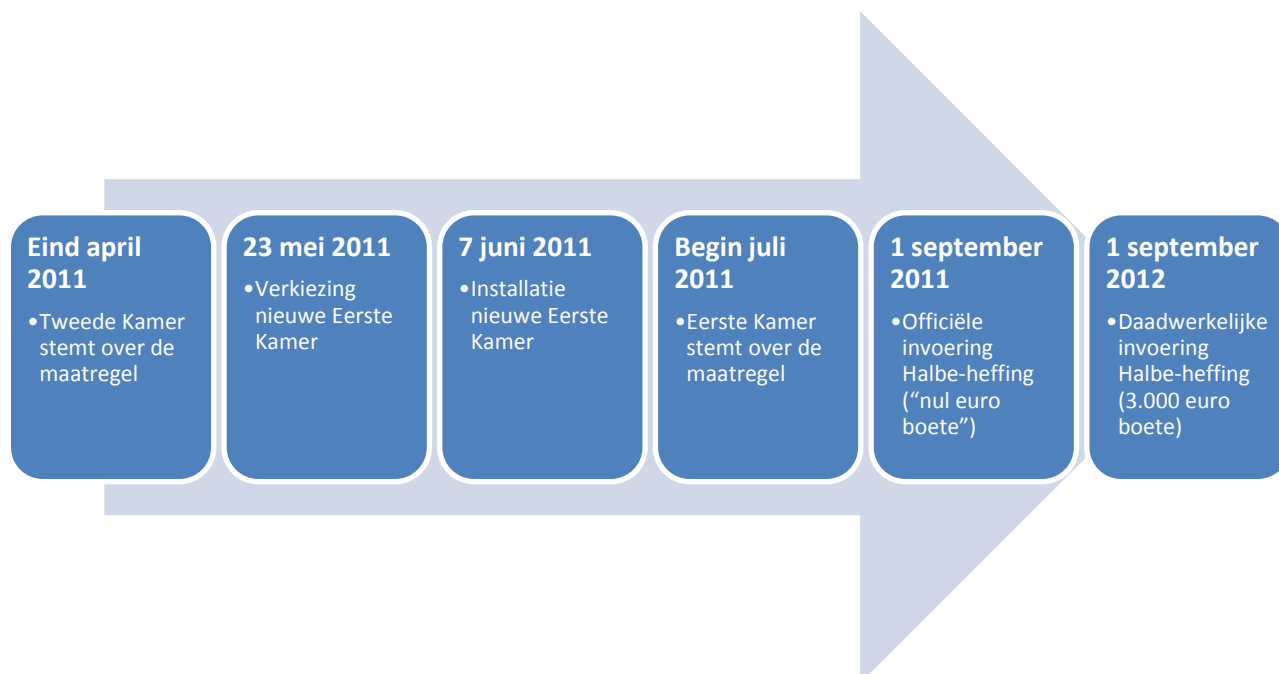 Eind april
2011
•Tweede Kamer
stemt over de
maatregel
23 mei 2011
•Verkiezing
nieuwe Eerste
Kamer
7 juni 2011
•Installatie
nieuwe Eerste
Kamer
Begin juli
2011
•Eerste Kamer
stemt over de
maatregel
1 september
2011
•Officiële
invoering
Halbe-heffing
(“nul euro
boete”)
1 september
2012
•Daadwerkelijke
invoering
Halbe-heffing
(3.000 euro
boete)